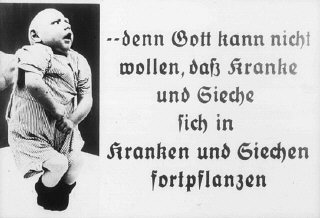 --denn Gott kann nicht
wollen, daß Kranke
und Sieche
sich in
Kranken und Siechen
fortpflanzen